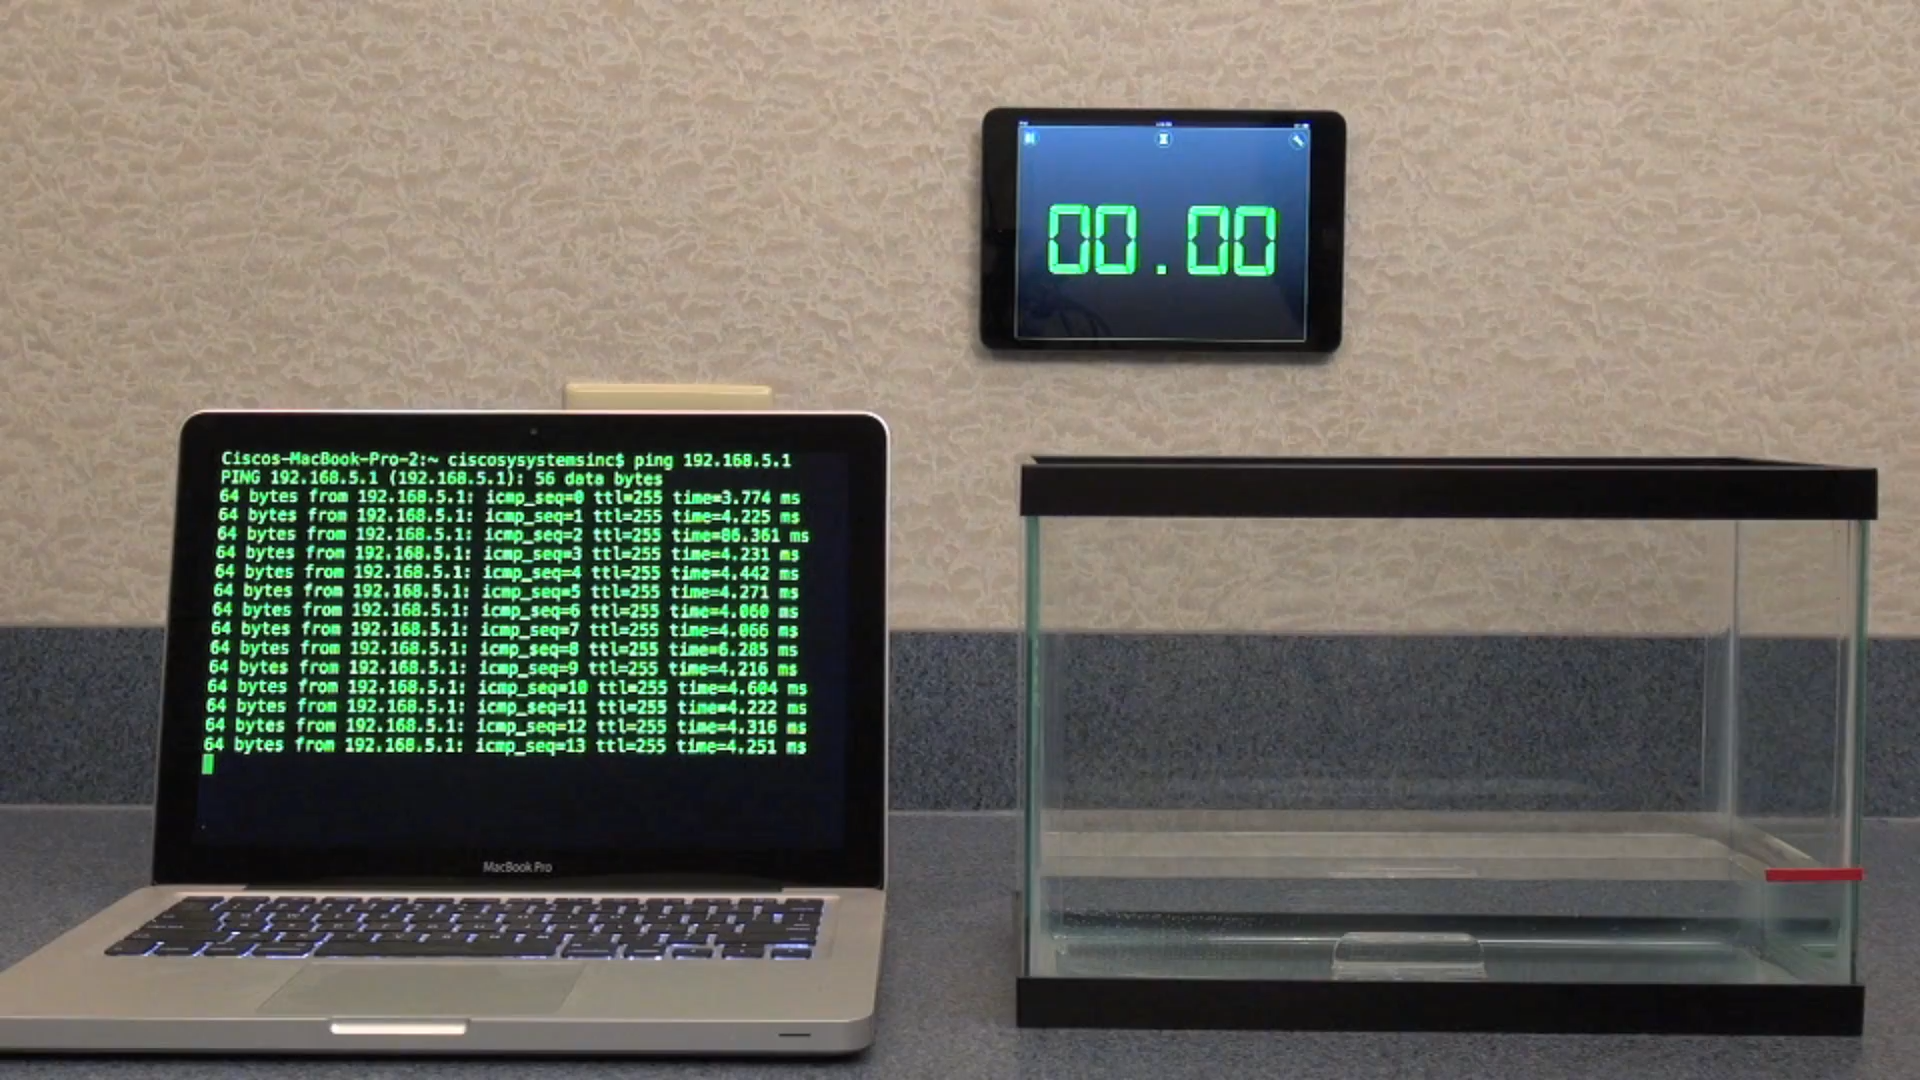 00.00
Ciscos-MacBook-Pro-2:~ ciscosysystemsinc$ ping 192.168.5.1
PING 192.168.5.1 (192.168.5.1): 56 data bytes
64 bytes from 192.168.5.1: icmp_seq=0 ttl=255 time=3.774 ms
64 bytes from 192.168.5.1: icmp_seq=1 ttl=255 time=4.225 ms
64 bytes from 192.168.5.1: icmp_seq=2 ttl=255 time=86.361 ms
64 bytes from 192.168.5.1: icmp_seq=3 ttl=255 time=4.231 ms
64 bytes from 192.168.5.1: icmp_seq=4 ttl=255 time=4.442 ms
64 bytes from 192.168.5.1: icmp_seq=5 ttl=255 time=4.271 ms
64 bytes from 192.168.5.1: icmp_seq=6 ttl=255 time=4.060 ms
64 bytes from 192.168.5.1: icmp_seq=7 ttl=255 time=4.066 ms
64 bytes from 192.168.5.1: icmp_seq=8 ttl=255 time=6.285 ms
64 bytes from 192.168.5.1: icmp_seq=9 ttl=255 time=4.216 ms
64 bytes from 192.168.5.1: icmp_seq=10 ttl=255 time=4.604 ms
64 bytes from 192.168.5.1: icmp_seq=11 ttl=255 time=4.222 ms
64 bytes from 192.168.5.1: icmp_seq=12 ttl=255 time=4.316 ms
64 bytes from 192.168.5.1: icmp_seq=13 ttl=255 time=4.251 ms
MacBook Pro